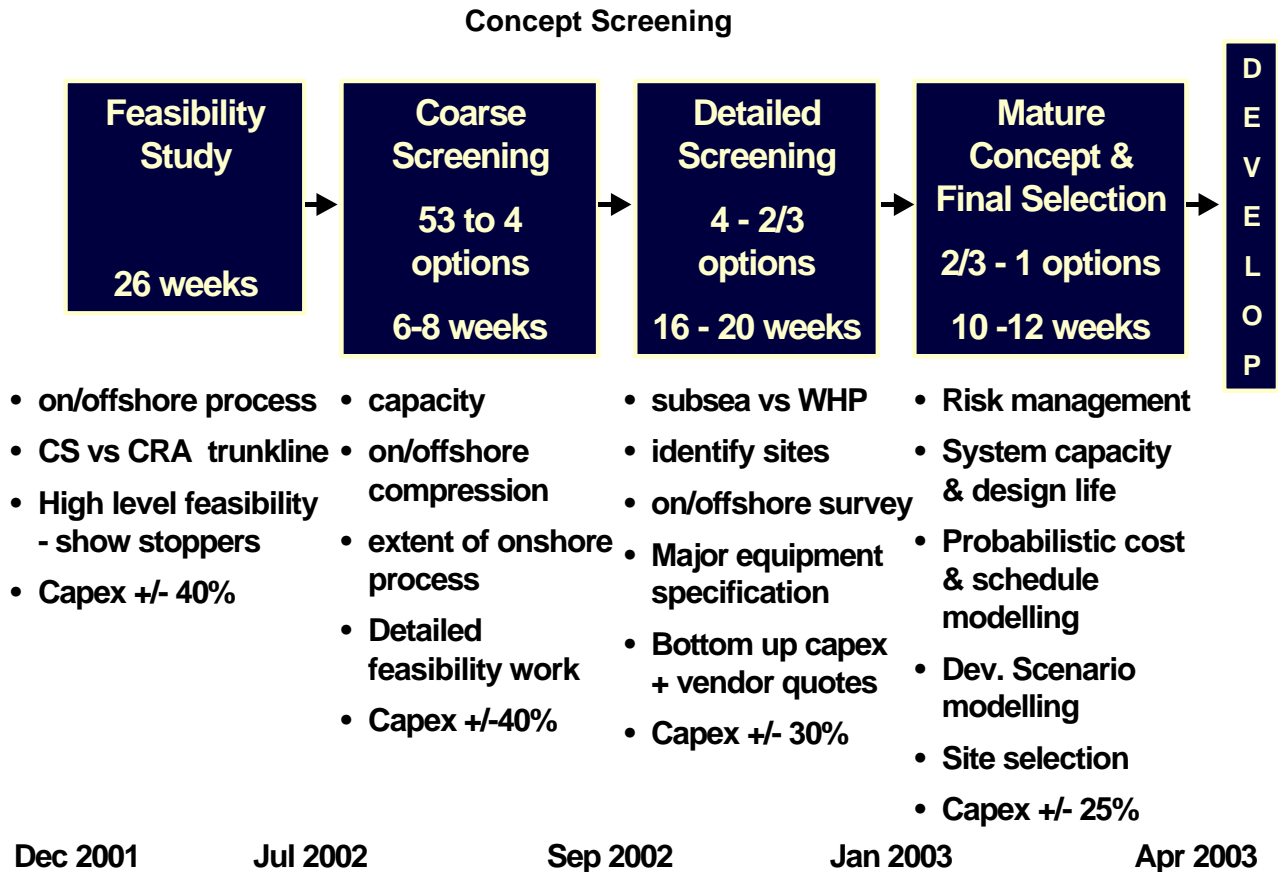 Concept Screening
Feasibility
Study
26 weeks
Coarse
Screening
53 to 4
options
6-8 weeks
Detailed
Screening
4 - 2/3
options
16 - 20 weeks
Mature
Concept &
Final Selection
2/3 - 1 options
10 -12 weeks
D
E
V
E
L
O
P
• on/offshore process
• CS vs CRA trunkline
• High level feasibility
- show stoppers
• Capex +/- 40%
• capacity
• on/offshore
compression
• extent of onshore
process
• Detailed
feasibility work
• Capex +/-40%
• subsea vs WHP
• identify sites
• on/offshore survey
• Major equipment
specification
• Bottom up capex
+ vendor quotes
• Capex +/- 30%
• Risk management
• System capacity
& design life
• Probabilistic cost
& schedule
modelling
• Dev. Scenario
modelling
• Site selection
• Capex +/- 25%
Dec 2001 Jul 2002 Sep 2002 Jan 2003 Apr 2003